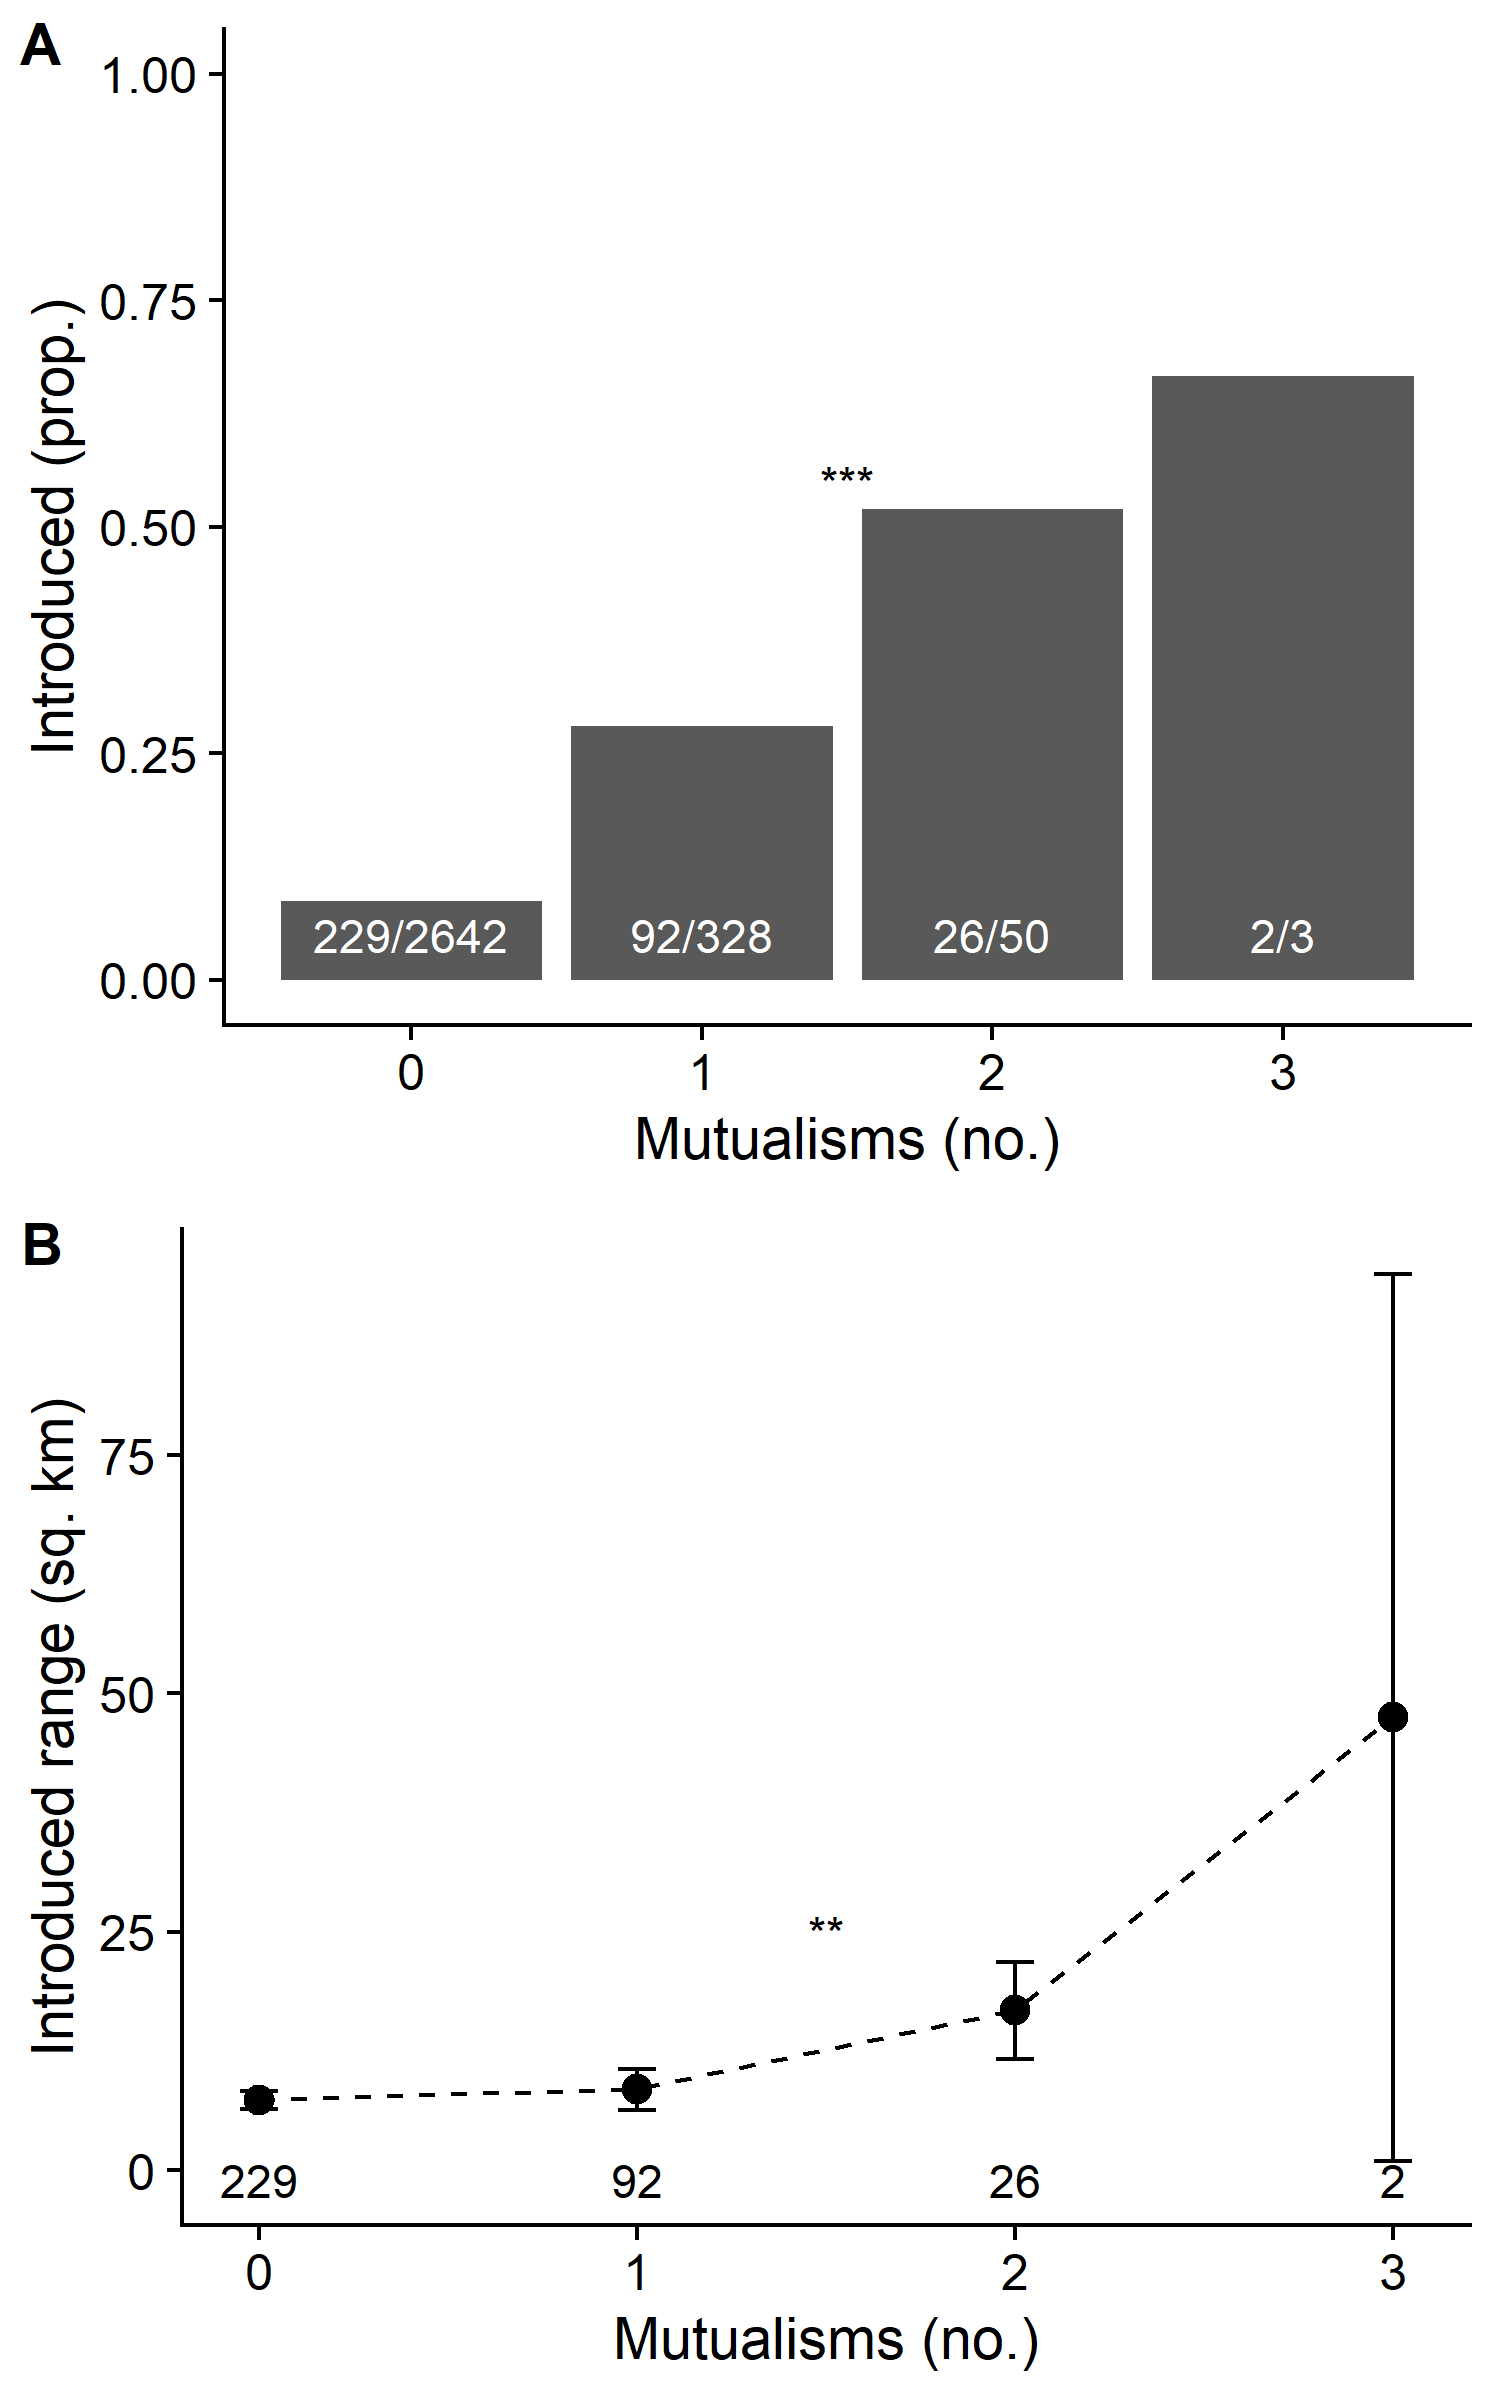 A
1.00
0.75
0.50
0.25
0.00
Introduced (prop.)
***
229/2642 92/328 26/50 2/3
0 1 2 3
Mutualisms (no.)
B
75
50
25
0
Introduced range (sq. km)
**
229 92 26 2
0 1 2 3
Mutualisms (no.)